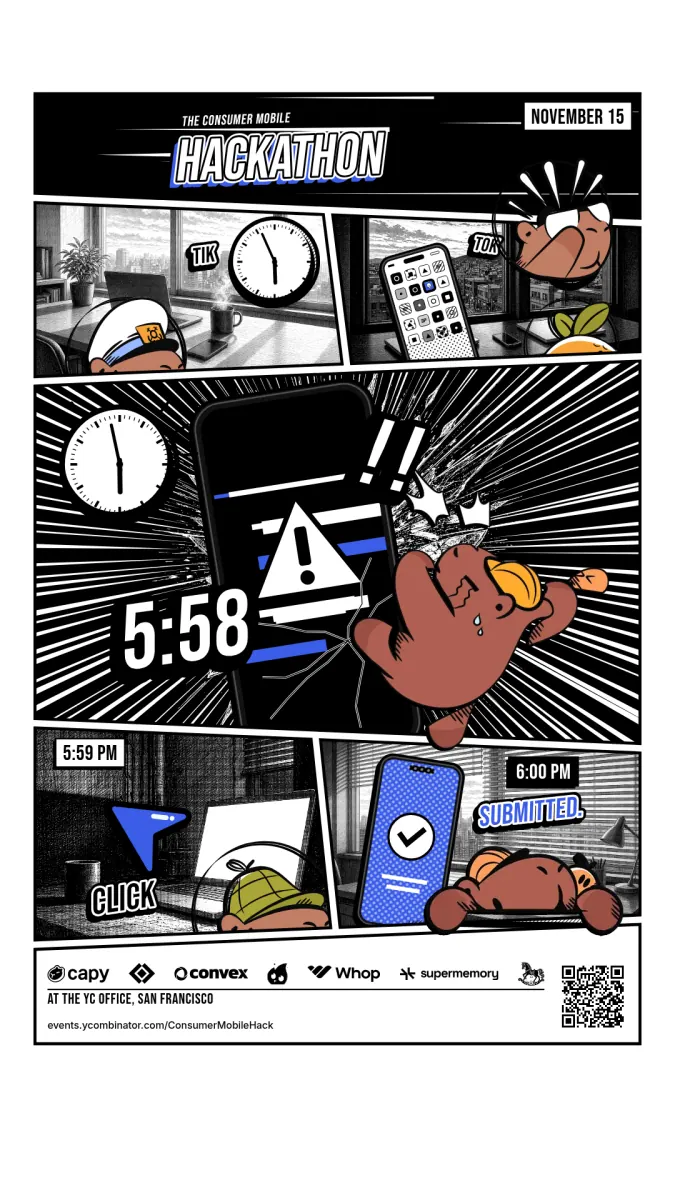 THE CONSUMER MOBILE
HACKATHON
NOVEMBER 15
TIK
TOK
!!
!
5:58
5:59 PM
CLICK
6:00 PM
SUBMITTED.
capy
convex
Whop
supermemory
AT THE YC OFFICE, SAN FRANCISCO
events.ycombinator.com/ConsumerMobileHack